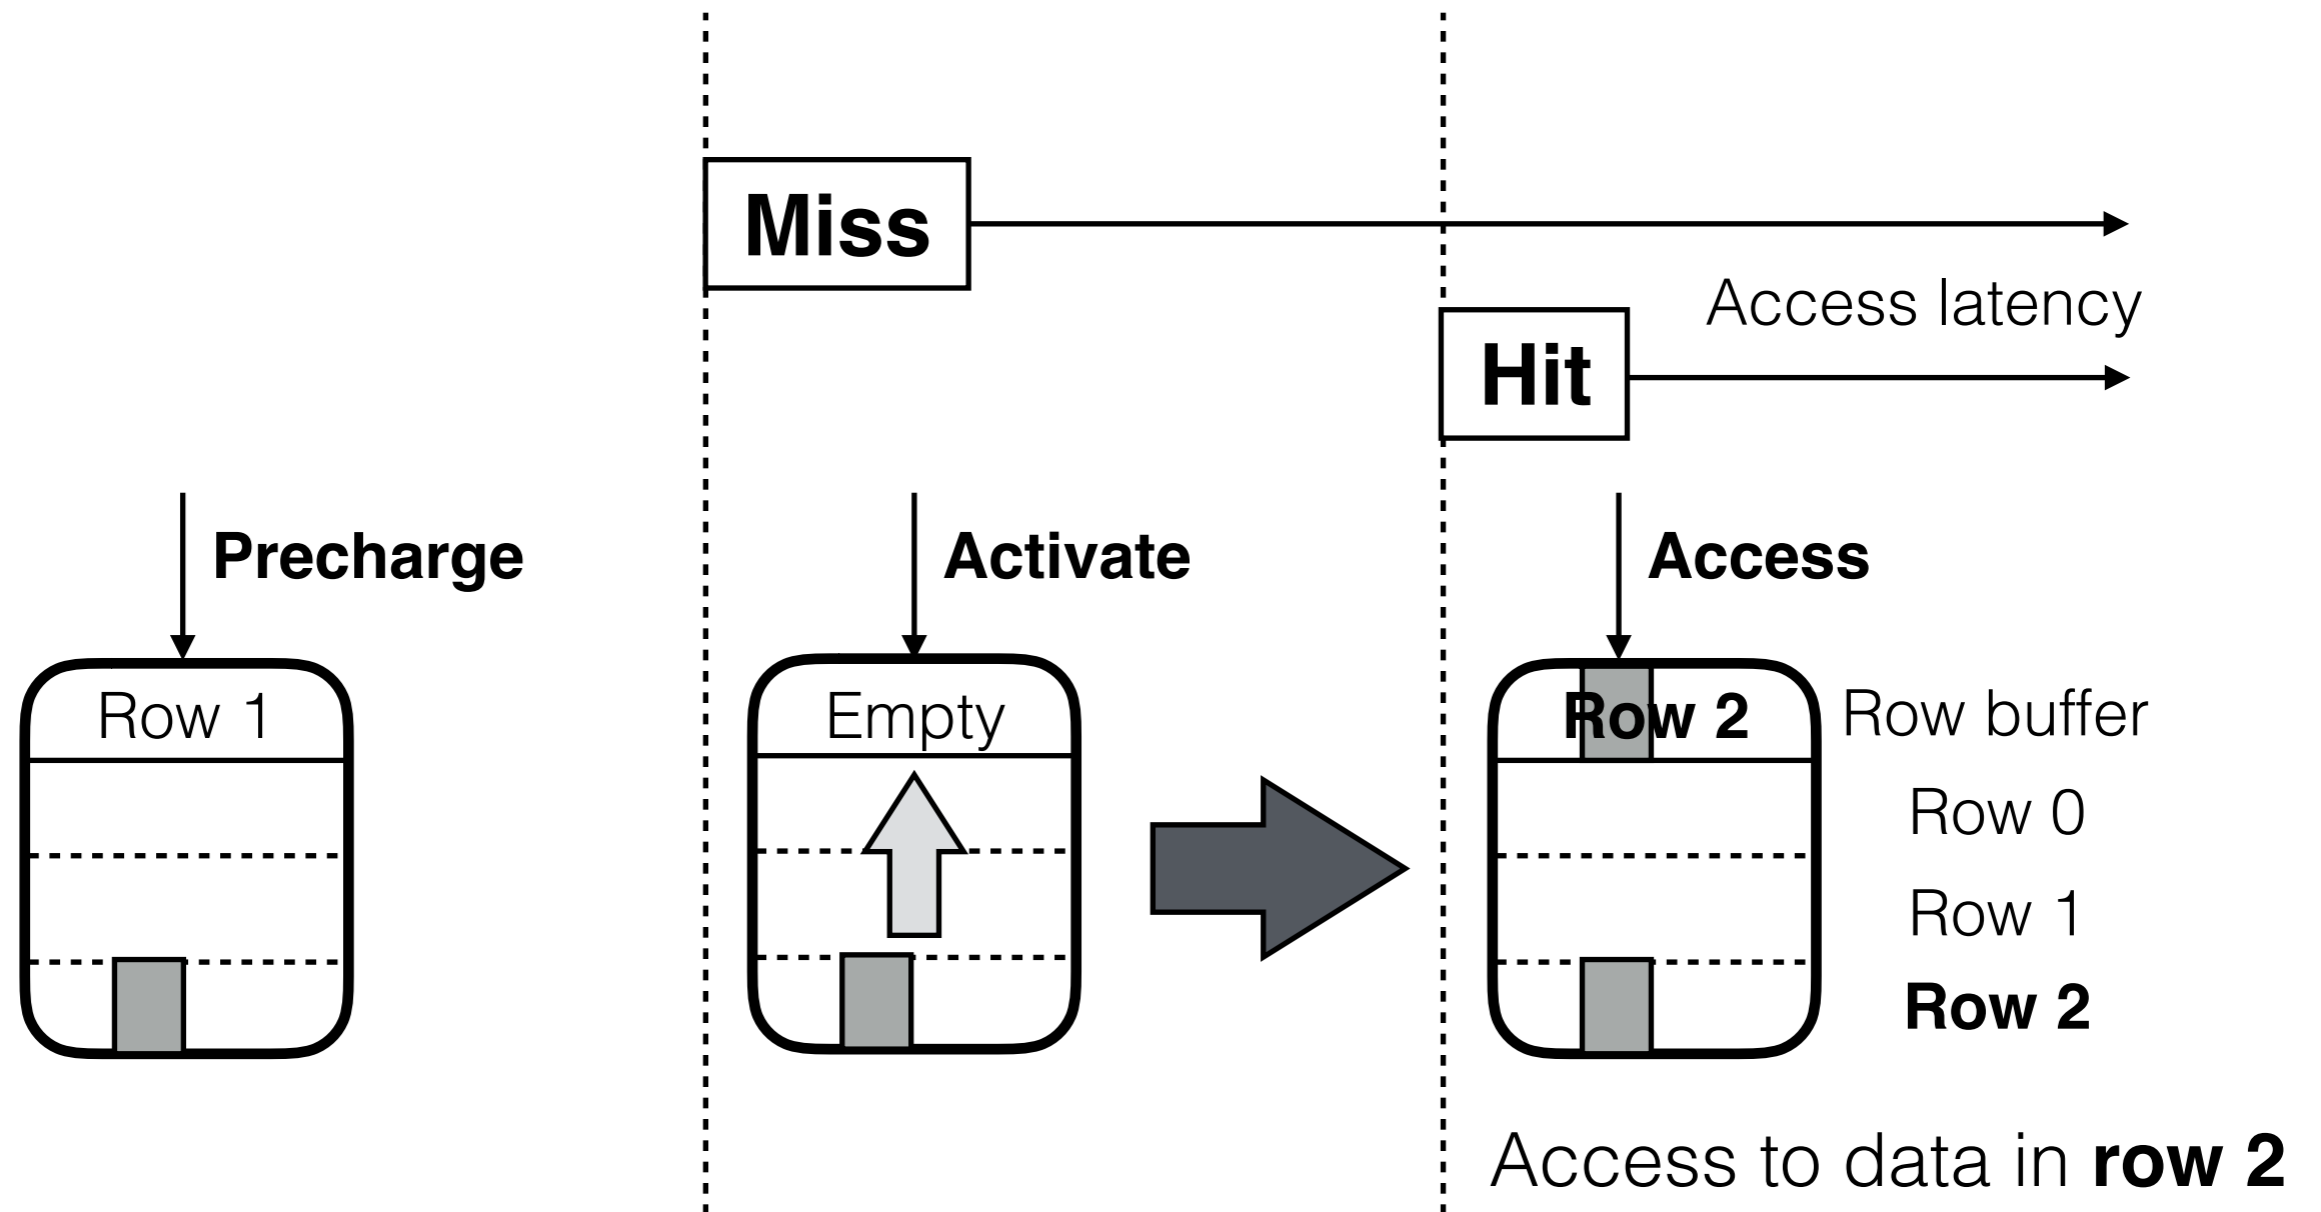 Miss
Access latency
Hit
Precharge
Activate
Access
Row 1
Empty
Row 2
Row buffer
Row 0
Row 1
Row 2
Access to data in row 2